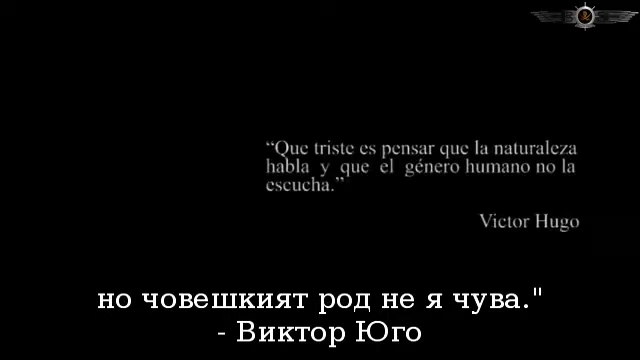 “Que triste es pensar que la naturaleza
habla y que el género humano no la
escucha.”
Victor Hugo
но човешкият род не я чува."
- Виктор Юго